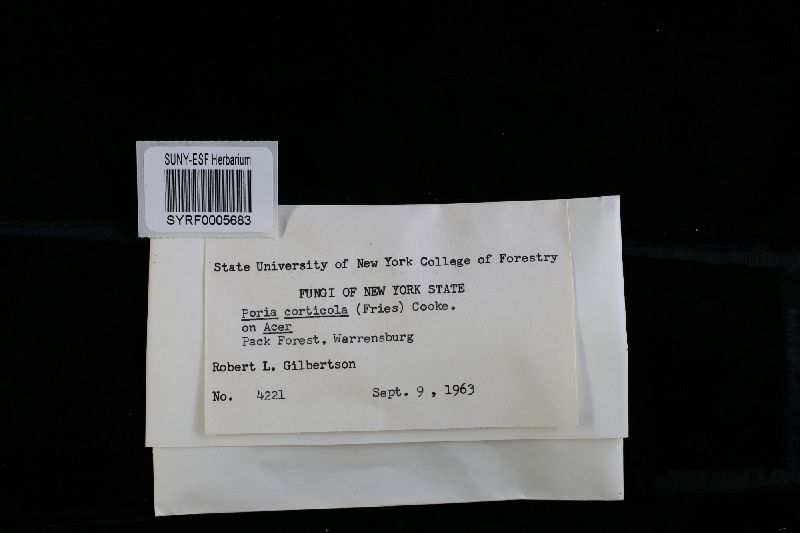 SUNY-ESF Herbarium
SYRF0005683
State University of New York College of Forestry
FUNGI OF NEW YORK STATE
Poria corticola (Fries) Cooke.
on Acer
Pack Forest, Warrensburg
Robert L. Gilbertson
No. 4221 Sept. 9 , 1963